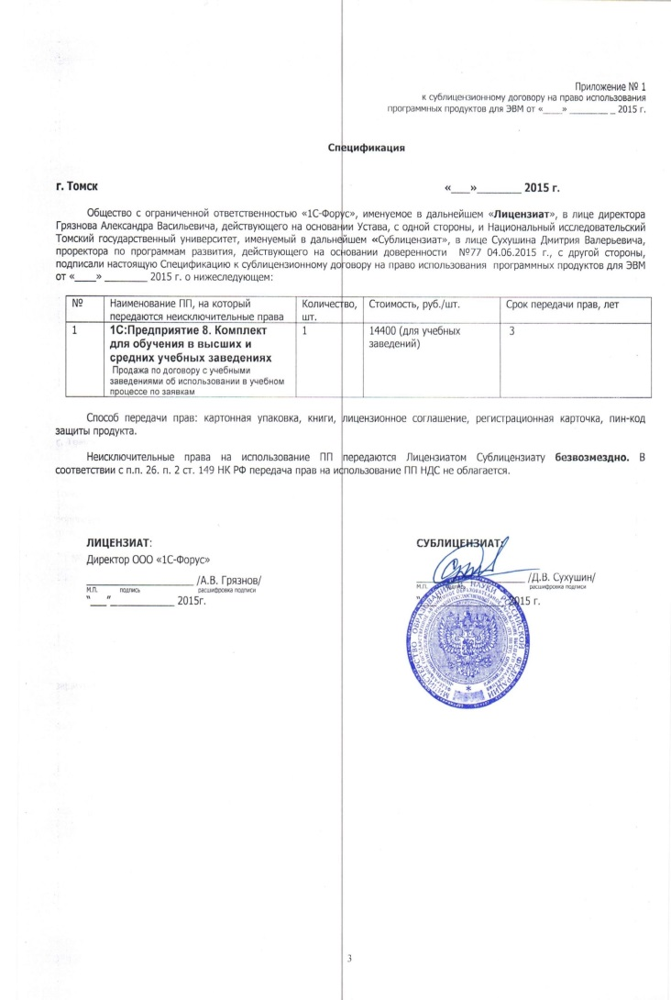 Приложение № 1
к сублицензионному договору на право использования
программных продуктов для ЭВМ от «____» ________ _ 2015 г.
Спецификация
г. Томск «___»_______ 2015 г.
Общество с ограниченной ответственностью «1С-Форус», именуемое в дальнейшем «Лицензиат», в лице директора
Грязнова Александра Васильевича, действующего на основании Устава, с одной стороны, и Национальный исследовательский
Томский государственный университет, именуемый в дальнейшем «Сублицензиат», в лице Сухушина Дмитрия Валерьевича,
проректора по программам развития, действующего на основании доверенности №77 04.06.2015 г., с другой стороны,
подписали настоящую Спецификацию к сублицензионному договору на право использования программных продуктов для ЭВМ
от «____» ________ 2015 г. о нижеследующем:
№ Наименование ПП, на который Количество, Стоимость, руб./шт. Срок передачи прав, лет
передаются неисключительные права шт.
1 1С:Предприятие 8. Комплект 1 14400 (для учебных 3
для обучения в высших и заведений)
средних учебных заведениях
Продажа по договору с учебными
заведениями об использовании в учебном
процессе по заявкам
Способ передачи прав: картонная упаковка, книги, лицензионное соглашение, регистрационная карточка, пин-код
защиты продукта.
Неисключительные права на использование ПП передаются Лицензиатом Сублицензиату безвозмездно. В
соответствии с п.п. 26. п. 2 ст. 149 НК РФ передача прав на использование ПП НДС не облагается.
ЛИЦЕНЗИАТ: СУБЛИЦЕНЗИАТ:
Директор ООО «1С-Форус»
____________________ /А.В. Грязнов/ ____________________ /Д.В. Сухушин/
М.П. подпись расшифровка подписи М.П. подпись расшифровка подписи
"___"____________ 2015г. " 2015 г.
МИНИСТЕРСТВО ОБРАЗОВАНИЯ И НАУКИ РОССИЙСКОЙ ФЕДЕРАЦИИ
3